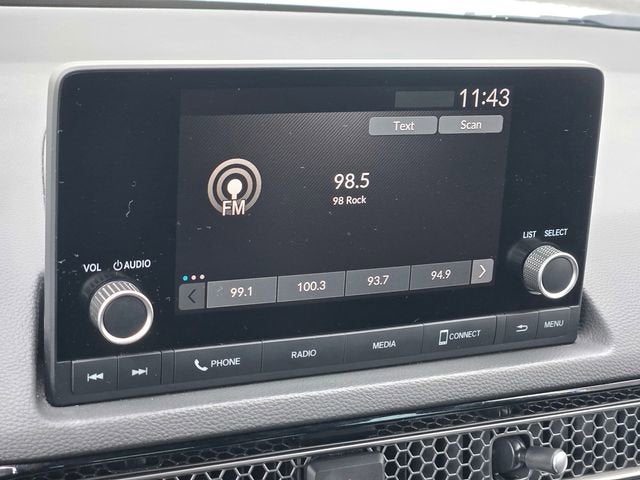 11:43
Text Scan
98.5
FM
98 Rock
LIST SELECT
VOL AUDIO
99.1 100.3 93.7 94.9
PHONE RADIO MEDIA CONNECT MENU